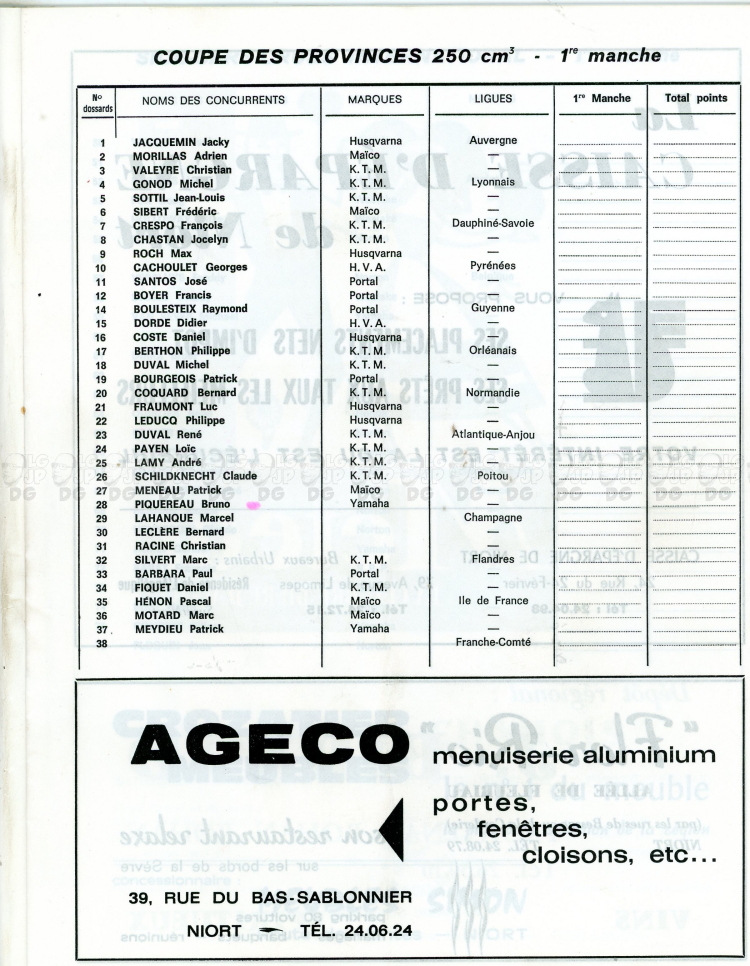 COUPE DES PROVINCES 250 cm³ - 1re manche
N° dossards NOMS DES CONCURRENTS MARQUES LIGUES 1re Manche Total points
1 JACQUEMIN Jacky Husqvarna Auvergne
2 MORILLAS Adrien Maïco —
3 VALEYRE Christian K.T.M. —
4 GONOD Michel K.T.M. Lyonnais
5 SOTTIL Jean-Louis K.T.M. —
6 SIBERT Frédéric Maïco —
7 CRESPO François K.T.M. Dauphiné-Savoie
8 CHASTAN Jocelyn K.T.M. —
9 ROCH Max Husqvarna —
10 CACHOULET Georges H.V.A. Pyrénées
11 SANTOS José Portal —
12 BOYER Francis Portal —
14 BOULESTEIX Raymond Portal Guyenne
15 DORDE Didier H.V.A. —
16 COSTE Daniel Husqvarna —
17 BERTHON Philippe K.T.M. Orléanais
18 DUVAL Michel K.T.M. —
19 BOURGEOIS Patrick Portal —
20 COQUARD Bernard K.T.M. Normandie
21 FRAUMONT Luc Husqvarna —
22 LEDUCQ Philippe Husqvarna —
23 DUVAL René K.T.M. Atlantique-Anjou
24 PAYEN Loïc K.T.M. —
25 LAMY André K.T.M. —
26 SCHILDKNECHT Claude K.T.M. Poitou
27 MENEAU Patrick Maïco —
28 PIQUEREAU Bruno Yamaha —
29 LAHANQUE Marcel Champagne
30 LECLÈRE Bernard —
31 RACINE Christian —
32 SILVERT Marc K.T.M. Flandres
33 BARBARA Paul Portal —
34 FIQUET Daniel K.T.M. —
35 HÉNON Pascal Maïco Ile de France
36 MOTARD Marc Maïco —
37 MEYDIEU Patrick Yamaha —
38 Franche-Comté
AGECO menuiserie aluminium
portes,
fenêtres,
cloisons, etc...
39, RUE DU BAS-SABLONNIER
NIORT — TÉL. 24.06.24